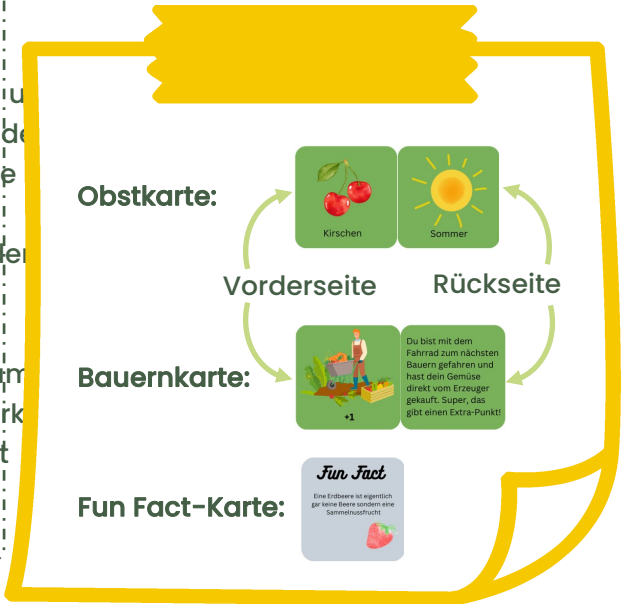 Obstkarte:
Kirschen
Sommer
Vorderseite
Rückseite
Bauernkarte:
+1
Du bist mit dem
Fahrrad zum nächsten
Bauern gefahren und
hast dein Gemüse
direkt vom Erzeuger
gekauft. Super, das
gibt einen Extra-Punkt!
Fun Fact-Karte:
Fun Fact
Eine Erdbeere ist eigentlich
gar keine Beere sondern eine
Sammelnussfrucht